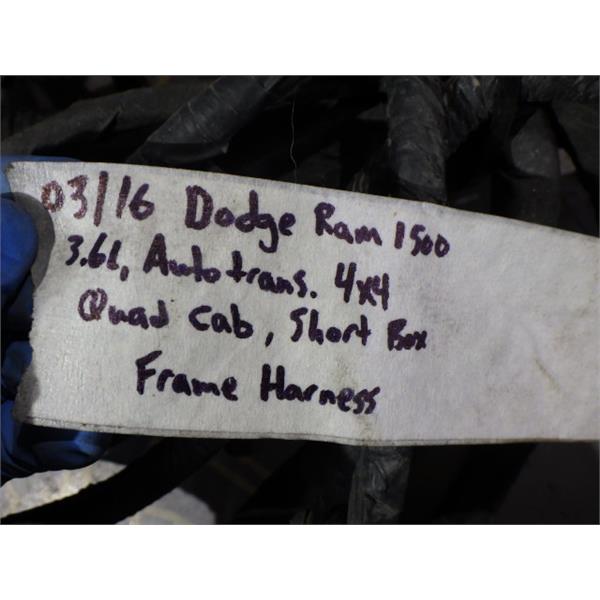 03/16 Dodge Ram 1500
3.6L, Auto trans. 4x4
Quad cab, Short Box
Frame Harness